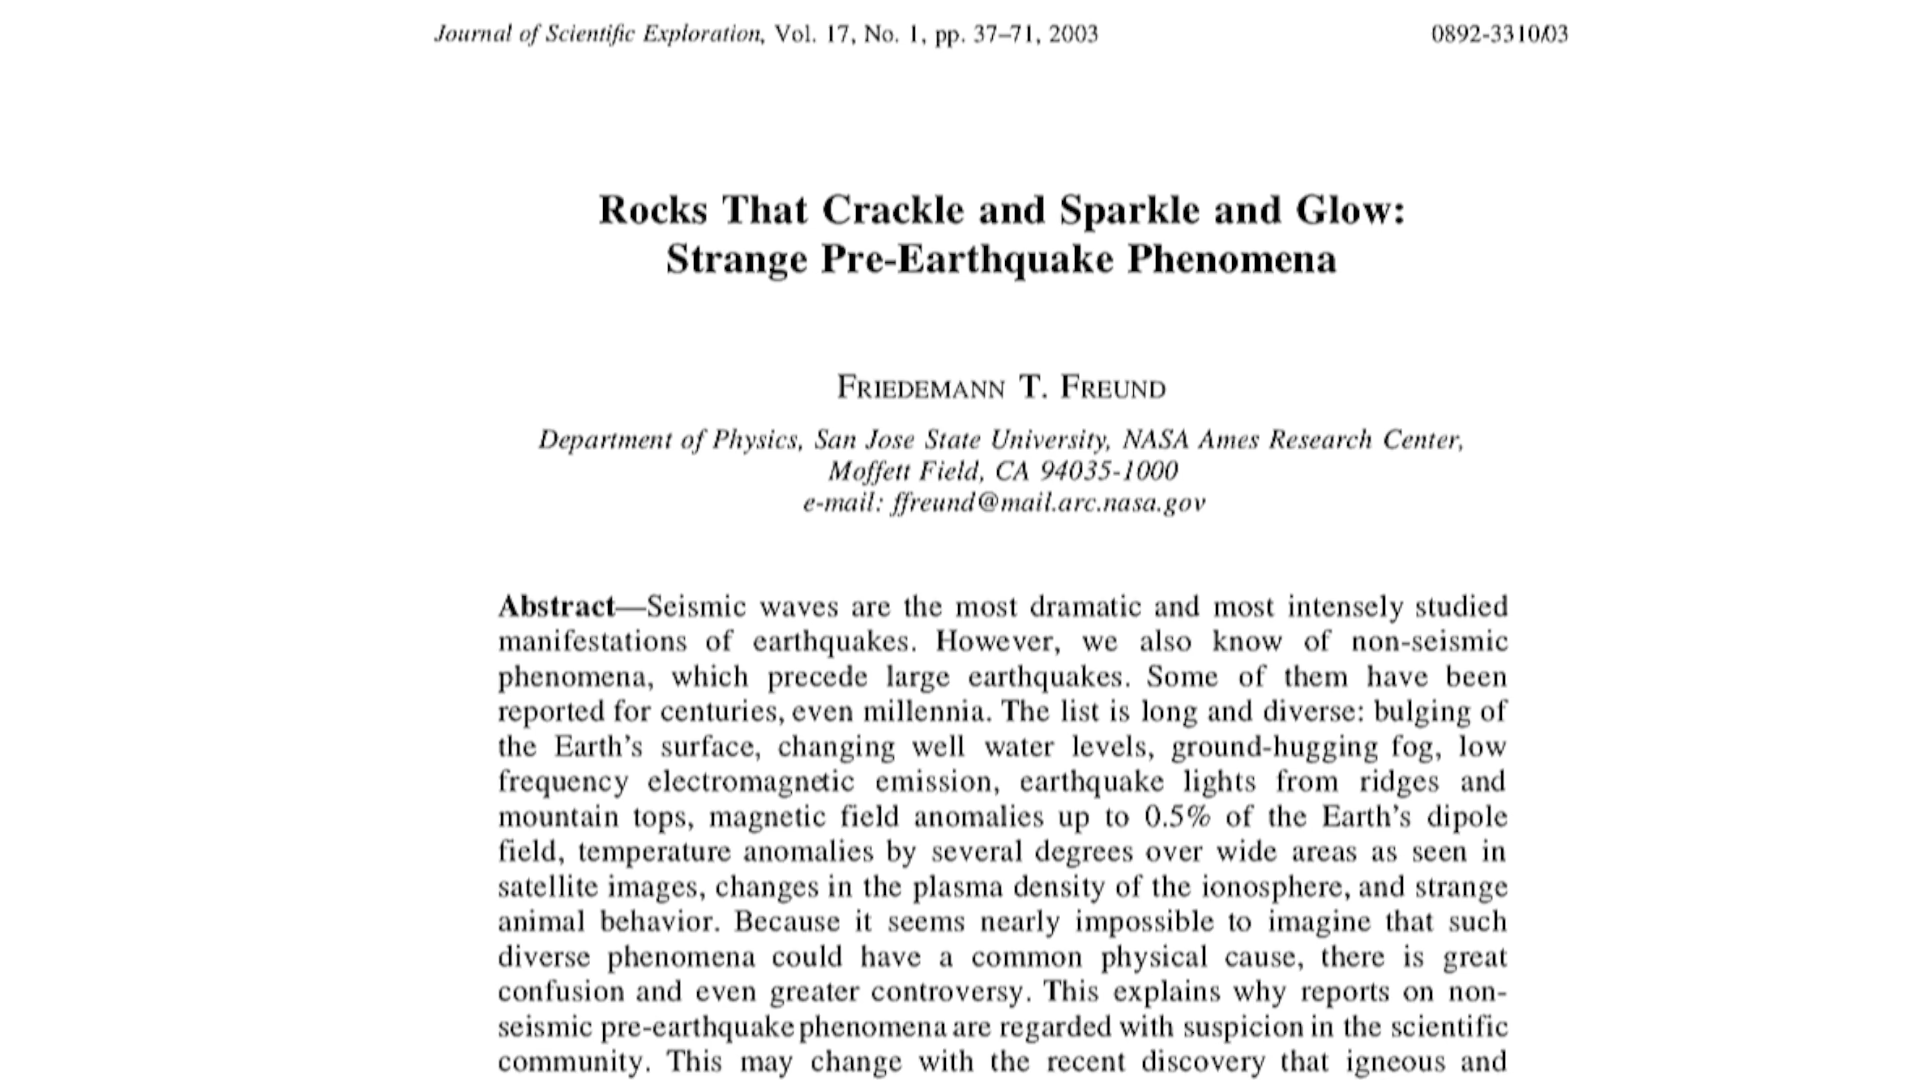 Journal of Scientific Exploration, Vol. 17, No. 1, pp. 37–71, 2003 0892-3310/03
Rocks That Crackle and Sparkle and Glow:
Strange Pre-Earthquake Phenomena
FRIEDEMANN T. FREUND
Department of Physics, San Jose State University, NASA Ames Research Center,
Moffett Field, CA 94035-1000
e-mail: ffreund@mail.arc.nasa.gov
Abstract—Seismic waves are the most dramatic and most intensely studied
manifestations of earthquakes. However, we also know of non-seismic
phenomena, which precede large earthquakes. Some of them have been
reported for centuries, even millennia. The list is long and diverse: bulging of
the Earth's surface, changing well water levels, ground-hugging fog, low
frequency electromagnetic emission, earthquake lights from ridges and
mountain tops, magnetic field anomalies up to 0.5% of the Earth's dipole
field, temperature anomalies by several degrees over wide areas as seen in
satellite images, changes in the plasma density of the ionosphere, and strange
animal behavior. Because it seems nearly impossible to imagine that such
diverse phenomena could have a common physical cause, there is great
confusion and even greater controversy. This explains why reports on non-
seismic pre-earthquake phenomena are regarded with suspicion in the scientific
community. This may change with the recent discovery that igneous and